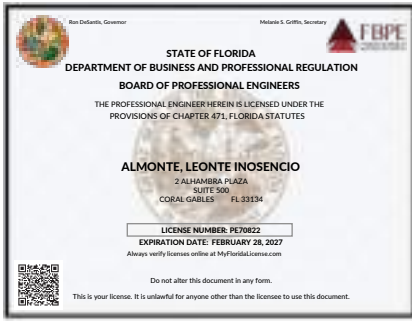 Ron DeSantis, Governor
Melanie S. Griffin, Secretary
FBPE
STATE OF FLORIDA
DEPARTMENT OF BUSINESS AND PROFESSIONAL REGULATION
BOARD OF PROFESSIONAL ENGINEERS
THE PROFESSIONAL ENGINEER HEREIN IS LICENSED UNDER THE
PROVISIONS OF CHAPTER 471, FLORIDA STATUTES
ALMONTE, LEONTE INOSENCIO
2 ALHAMBRA PLAZA
SUITE 500
CORAL GABLES FL 33134
LICENSE NUMBER: PE70822
EXPIRATION DATE: FEBRUARY 28, 2027
Always verify licenses online at MyFloridaLicense.com
Do not alter this document in any form.
This is your license. It is unlawful for anyone other than the licensee to use this document.